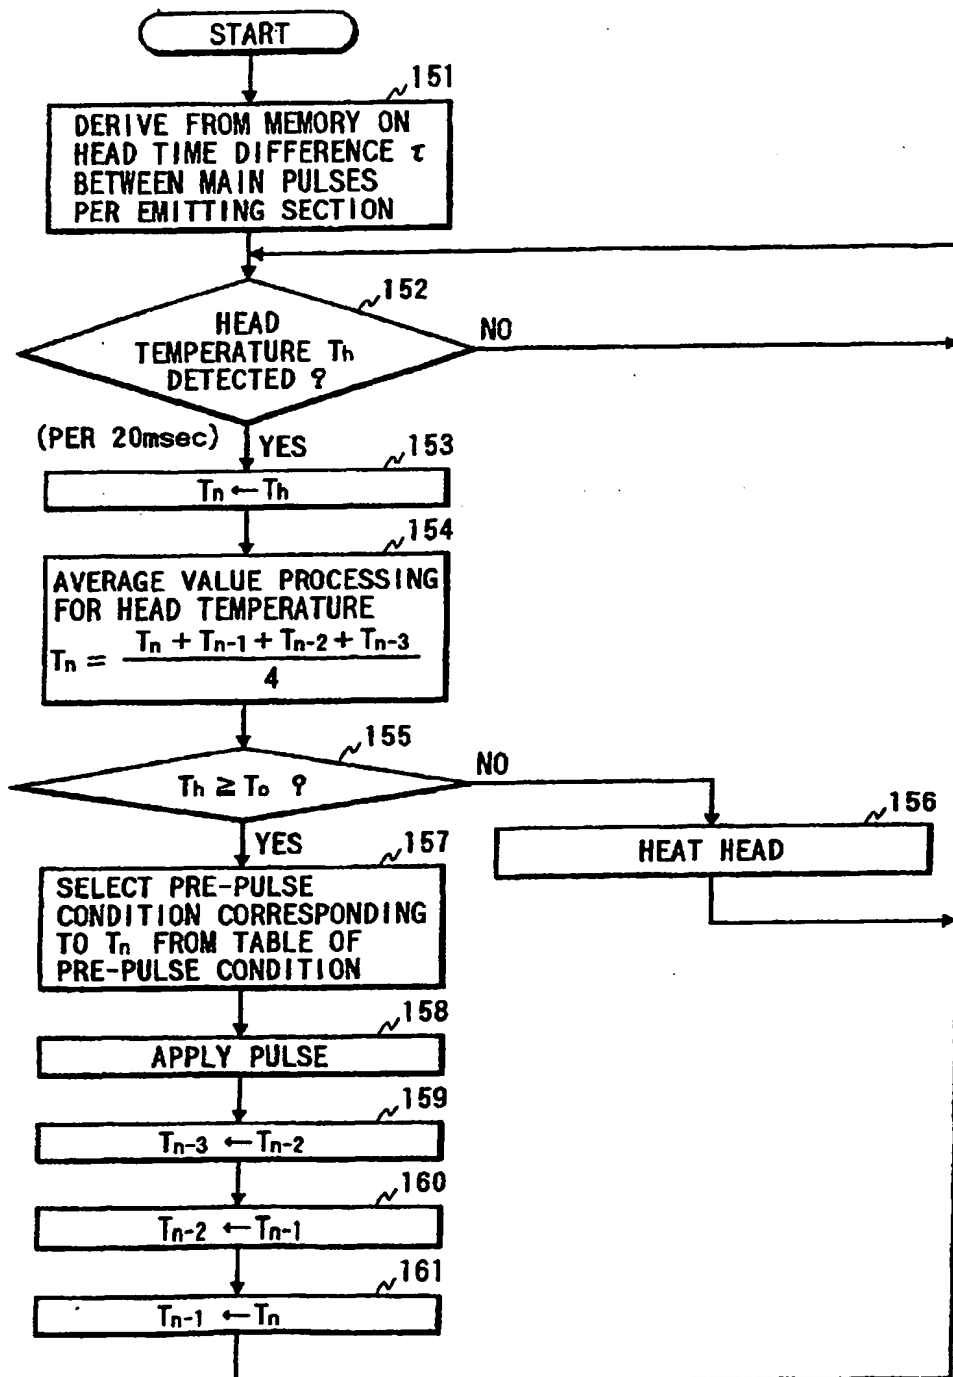 START
151
DERIVE FROM MEMORY ON
HEAD TIME DIFFERENCE τ
BETWEEN MAIN PULSES
PER EMITTING SECTION
152
HEAD
TEMPERATURE Th
DETECTED ?
NO
(PER 20msec)
YES
153
Tn ← Th
154
AVERAGE VALUE PROCESSING
FOR HEAD TEMPERATURE
Tn = (Tn + Tn-1 + Tn-2 + Tn-3) / 4
155
Th ≥ To ?
NO
156
HEAT HEAD
YES
157
SELECT PRE-PULSE
CONDITION CORRESPONDING
TO Tn FROM TABLE OF
PRE-PULSE CONDITION
158
APPLY PULSE
159
Tn-3 ← Tn-2
160
Tn-2 ← Tn-1
161
Tn-1 ← Tn